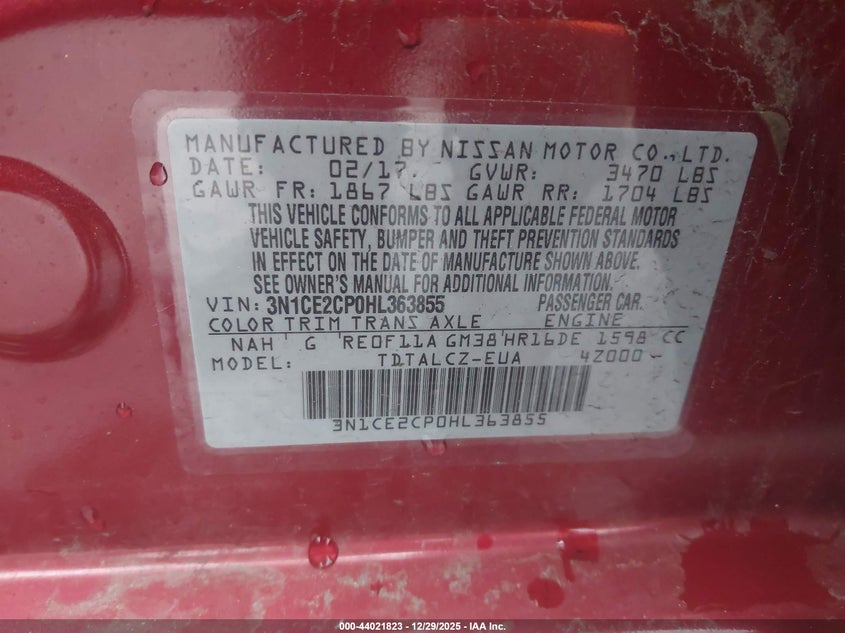 MANUFACTURED BY NISSAN MOTOR CO., LTD.
DATE: 02/17 GVWR: 3470 LBS
GAWR FR: 1867 LBS GAWR RR: 1704 LBS
THIS VEHICLE CONFORMS TO ALL APPLICABLE FEDERAL MOTOR
VEHICLE SAFETY, BUMPER AND THEFT PREVENTION STANDARDS
IN EFFECT ON THE DATE OF MANUFACTURE SHOWN ABOVE.
SEE OWNER'S MANUAL FOR ADDITIONAL INFORMATION.
VIN: 3N1CE2CP0HL363855 PASSENGER CAR.
COLOR TRIM TRANS AXLE ENGINE
NAH G RE0F11A GM38 HR16DE 1598 CC
MODEL: TDTALCZ-EUA 4Z000-
3N1CE2CP0HL363855
000-44021823 - 12/29/2025 - IAA Inc.